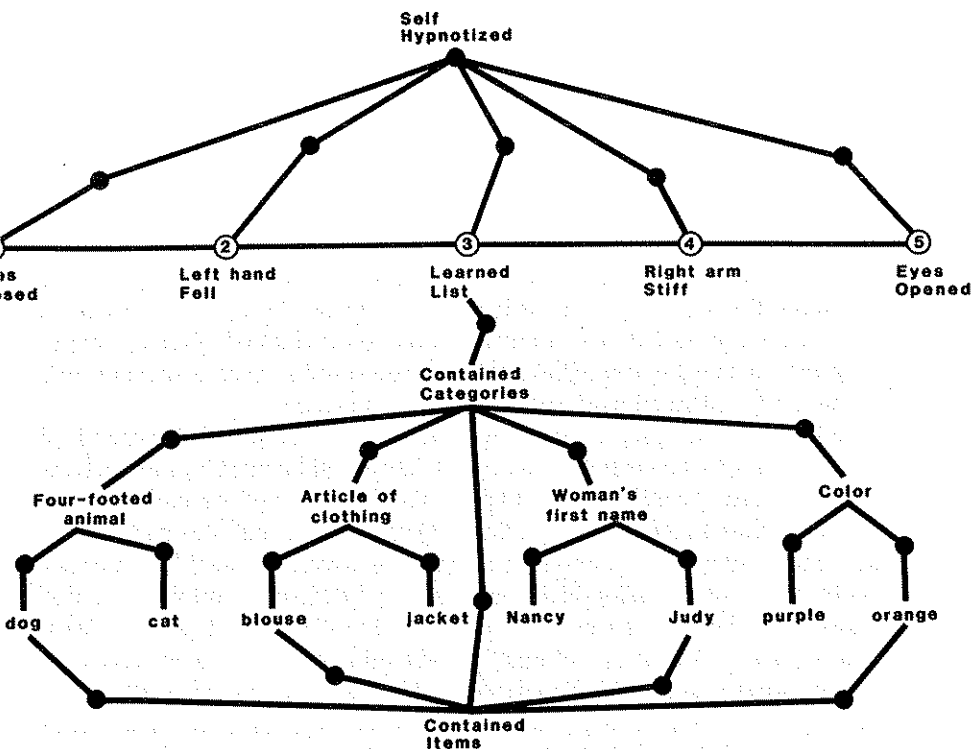 Self
Hypnotized
2
3
4
5
es
Left hand
Learned
Right arm
Eyes
osed
Fell
List
Stiff
Opened
Contained
Categories
Four-footed
animal
Article of
clothing
Woman's
first name
Color
dog
cat
blouse
jacket
Nancy
Judy
purple
orange
Contained
Items